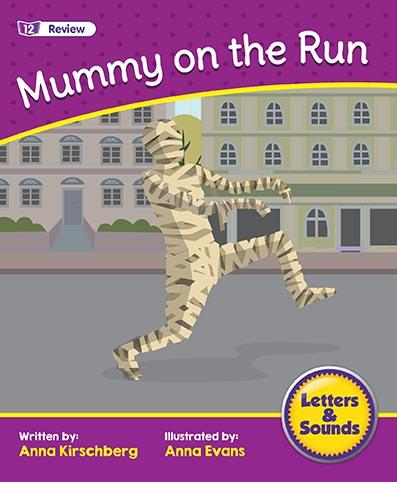 12 Review
Mummy on the Run
Letters
&
Sounds
Written by:
Anna Kirschberg
Illustrated by:
Anna Evans